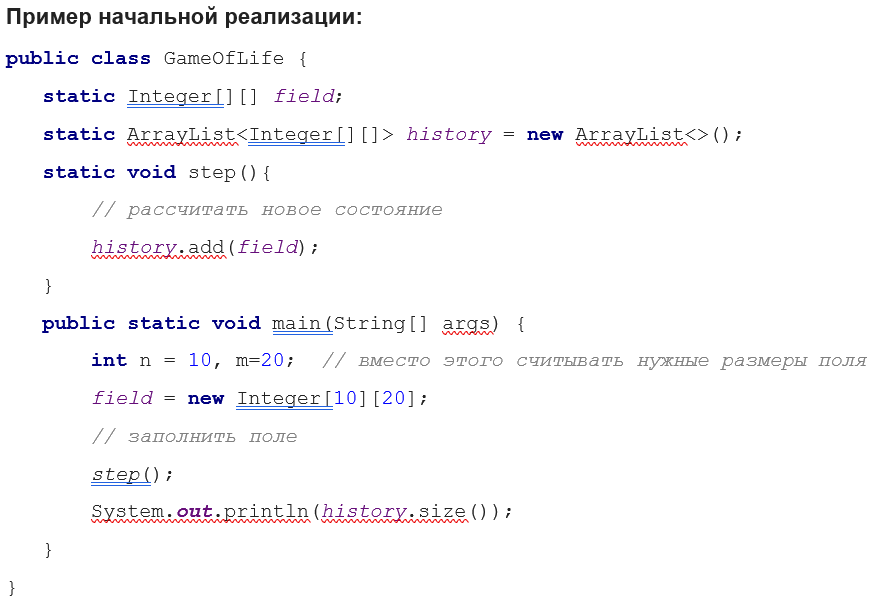 Пример начальной реализации:
public class GameOfLife {
static Integer[][] field;
static ArrayList<Integer[][]> history = new ArrayList<>();
static void step(){
// рассчитать новое состояние
history.add(field);
}
public static void main(String[] args) {
int n = 10, m=20; // вместо этого считывать нужные размеры поля
field = new Integer[10][20];
// заполнить поле
step();
System.out.println(history.size());
}
}